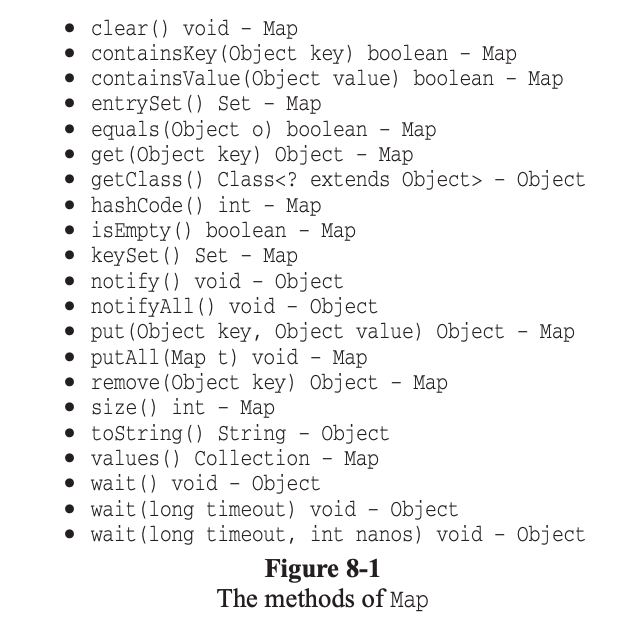 • clear() void – Map
• containsKey(Object key) boolean – Map
• containsValue(Object value) boolean – Map
• entrySet() Set – Map
• equals(Object o) boolean – Map
• get(Object key) Object – Map
• getClass() Class<? extends Object> – Object
• hashCode() int – Map
• isEmpty() boolean – Map
• keySet() Set – Map
• notify() void – Object
• notifyAll() void – Object
• put(Object key, Object value) Object – Map
• putAll(Map t) void – Map
• remove(Object key) Object – Map
• size() int – Map
• toString() String – Object
• values() Collection – Map
• wait() void – Object
• wait(long timeout) void – Object
• wait(long timeout, int nanos) void – Object
Figure 8-1
The methods of Map